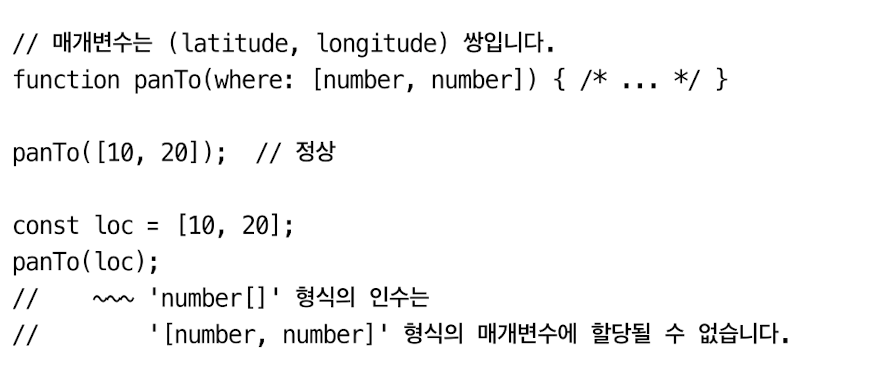 // 매개변수는 (latitude, longitude) 쌍입니다.
function panTo(where: [number, number]) { /* ... */ }
panTo([10, 20]);  // 정상
const loc = [10, 20];
panTo(loc);
//    ~~~ 'number[]' 형식의 인수는
//        '[number, number]' 형식의 매개변수에 할당될 수 없습니다.